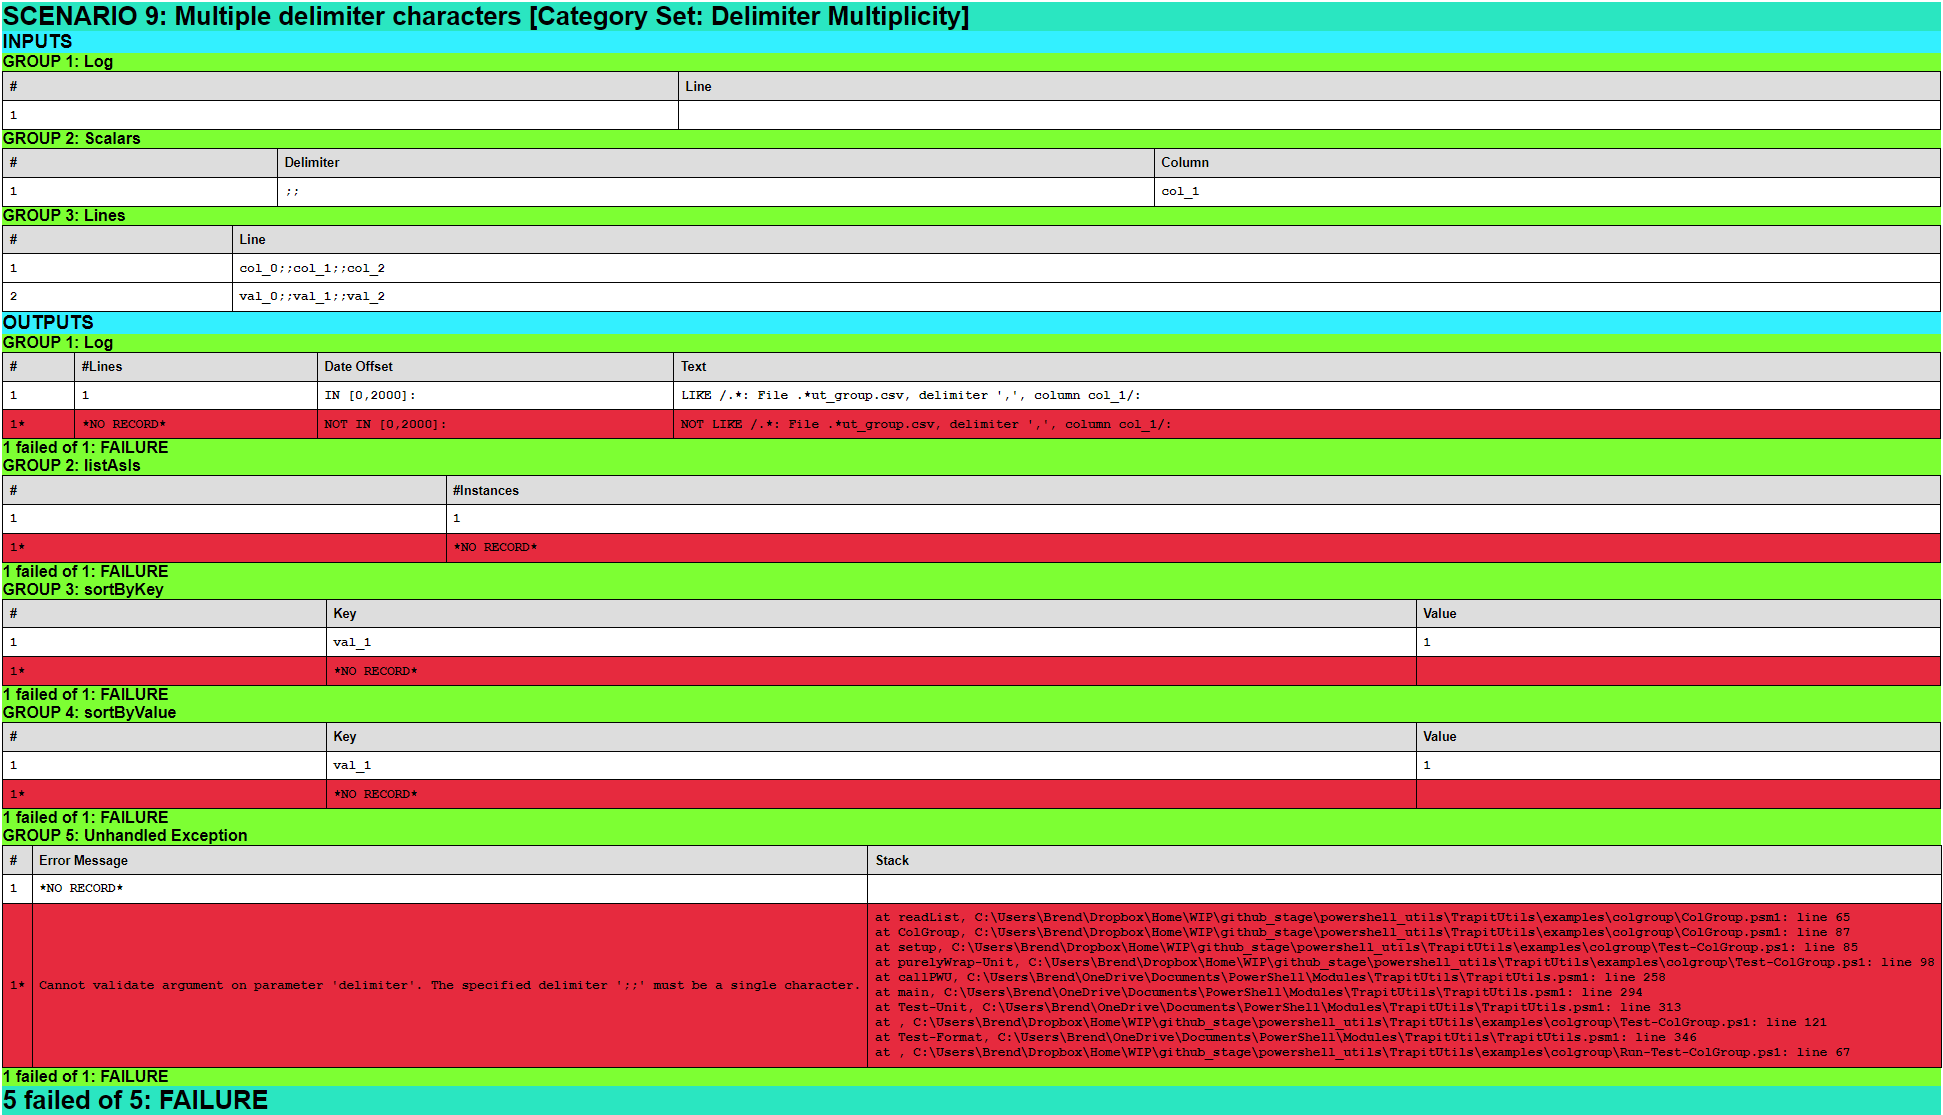 SCENARIO 9: Multiple delimiter characters [Category Set: Delimiter Multiplicity]
INPUTS
GROUP 1: Log
# Line
1
GROUP 2: Scalars
# Delimiter Column
1 ;; col_1
GROUP 3: Lines
# Line
1 col_0;;col_1;;col_2
2 val_0;;val_1;;val_2
OUTPUTS
GROUP 1: Log
# #Lines Date Offset Text
1 1 IN [0,2000]: LIKE /.*: File .*ut_group.csv, delimiter ',', column col_1/:
1* *NO RECORD* NOT IN [0,2000]: NOT LIKE /.*: File .*ut_group.csv, delimiter ',', column col_1/:
1 failed of 1: FAILURE
GROUP 2: listAsIs
# #Instances
1 1
1* *NO RECORD*
1 failed of 1: FAILURE
GROUP 3: sortByKey
# Key Value
1 val_1 1
1* *NO RECORD*
1 failed of 1: FAILURE
GROUP 4: sortByValue
# Key Value
1 val_1 1
1* *NO RECORD*
1 failed of 1: FAILURE
GROUP 5: Unhandled Exception
# Error Message Stack
1 *NO RECORD*
1* Cannot validate argument on parameter 'delimiter'. The specified delimiter ';;' must be a single character.
at readList, C:\Users\Brend\Dropbox\Home\WIP\github_stage\powershell_utils\TrapitUtils\examples\colgroup\ColGroup.psm1: line 65
at ColGroup, C:\Users\Brend\Dropbox\Home\WIP\github_stage\powershell_utils\TrapitUtils\examples\colgroup\ColGroup.psm1: line 87
at setup, C:\Users\Brend\Dropbox\Home\WIP\github_stage\powershell_utils\TrapitUtils\examples\colgroup\Test-ColGroup.ps1: line 85
at purelyWrap-Unit, C:\Users\Brend\Dropbox\Home\WIP\github_stage\powershell_utils\TrapitUtils\examples\colgroup\Test-ColGroup.ps1: line 98
at callPWU, C:\Users\Brend\OneDrive\Documents\PowerShell\Modules\TrapitUtils\TrapitUtils.psm1: line 258
at main, C:\Users\Brend\OneDrive\Documents\PowerShell\Modules\TrapitUtils\TrapitUtils.psm1: line 294
at Test-Unit, C:\Users\Brend\OneDrive\Documents\PowerShell\Modules\TrapitUtils\TrapitUtils.psm1: line 313
at , C:\Users\Brend\Dropbox\Home\WIP\github_stage\powershell_utils\TrapitUtils\examples\colgroup\Test-ColGroup.ps1: line 121
at Test-Format, C:\Users\Brend\OneDrive\Documents\PowerShell\Modules\TrapitUtils\TrapitUtils.psm1: line 346
at , C:\Users\Brend\Dropbox\Home\WIP\github_stage\powershell_utils\TrapitUtils\examples\colgroup\Run-Test-ColGroup.ps1: line 67
1 failed of 1: FAILURE
5 failed of 5: FAILURE